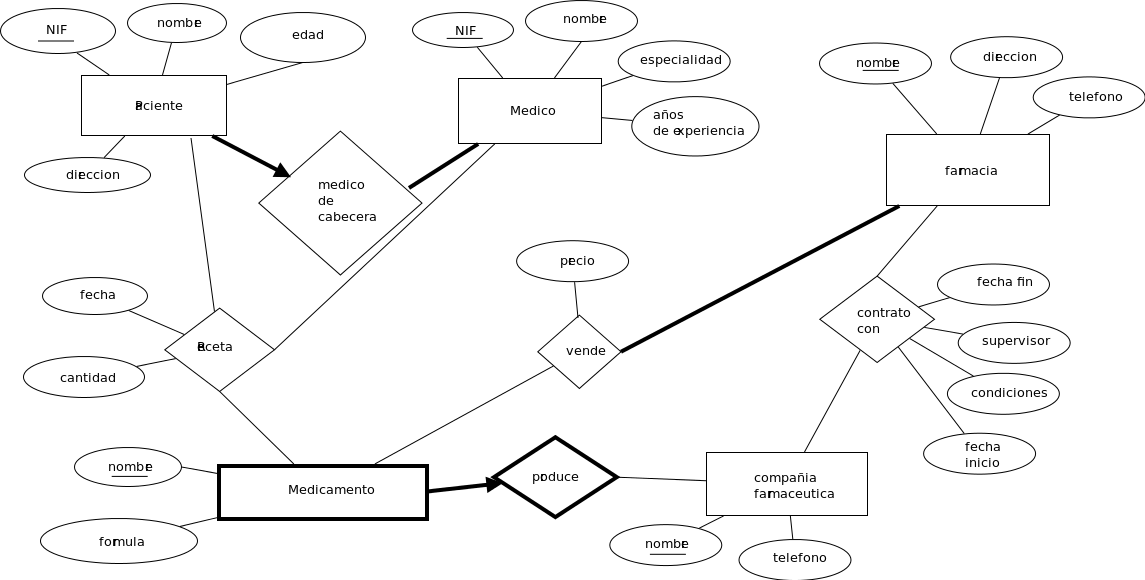 NIF
nombre
edad
Paciente
direccion
NIF
nombre
especialidad
años
de experiencia
Medico
nombre
direccion
telefono
farmacia
medico
de
cabecera
precio
vende
fecha
cantidad
Receta
fecha fin
supervisor
condiciones
fecha
inicio
contrato
con
nombre
formula
Medicamento
produce
compañia
farmaceutica
nombre
telefono